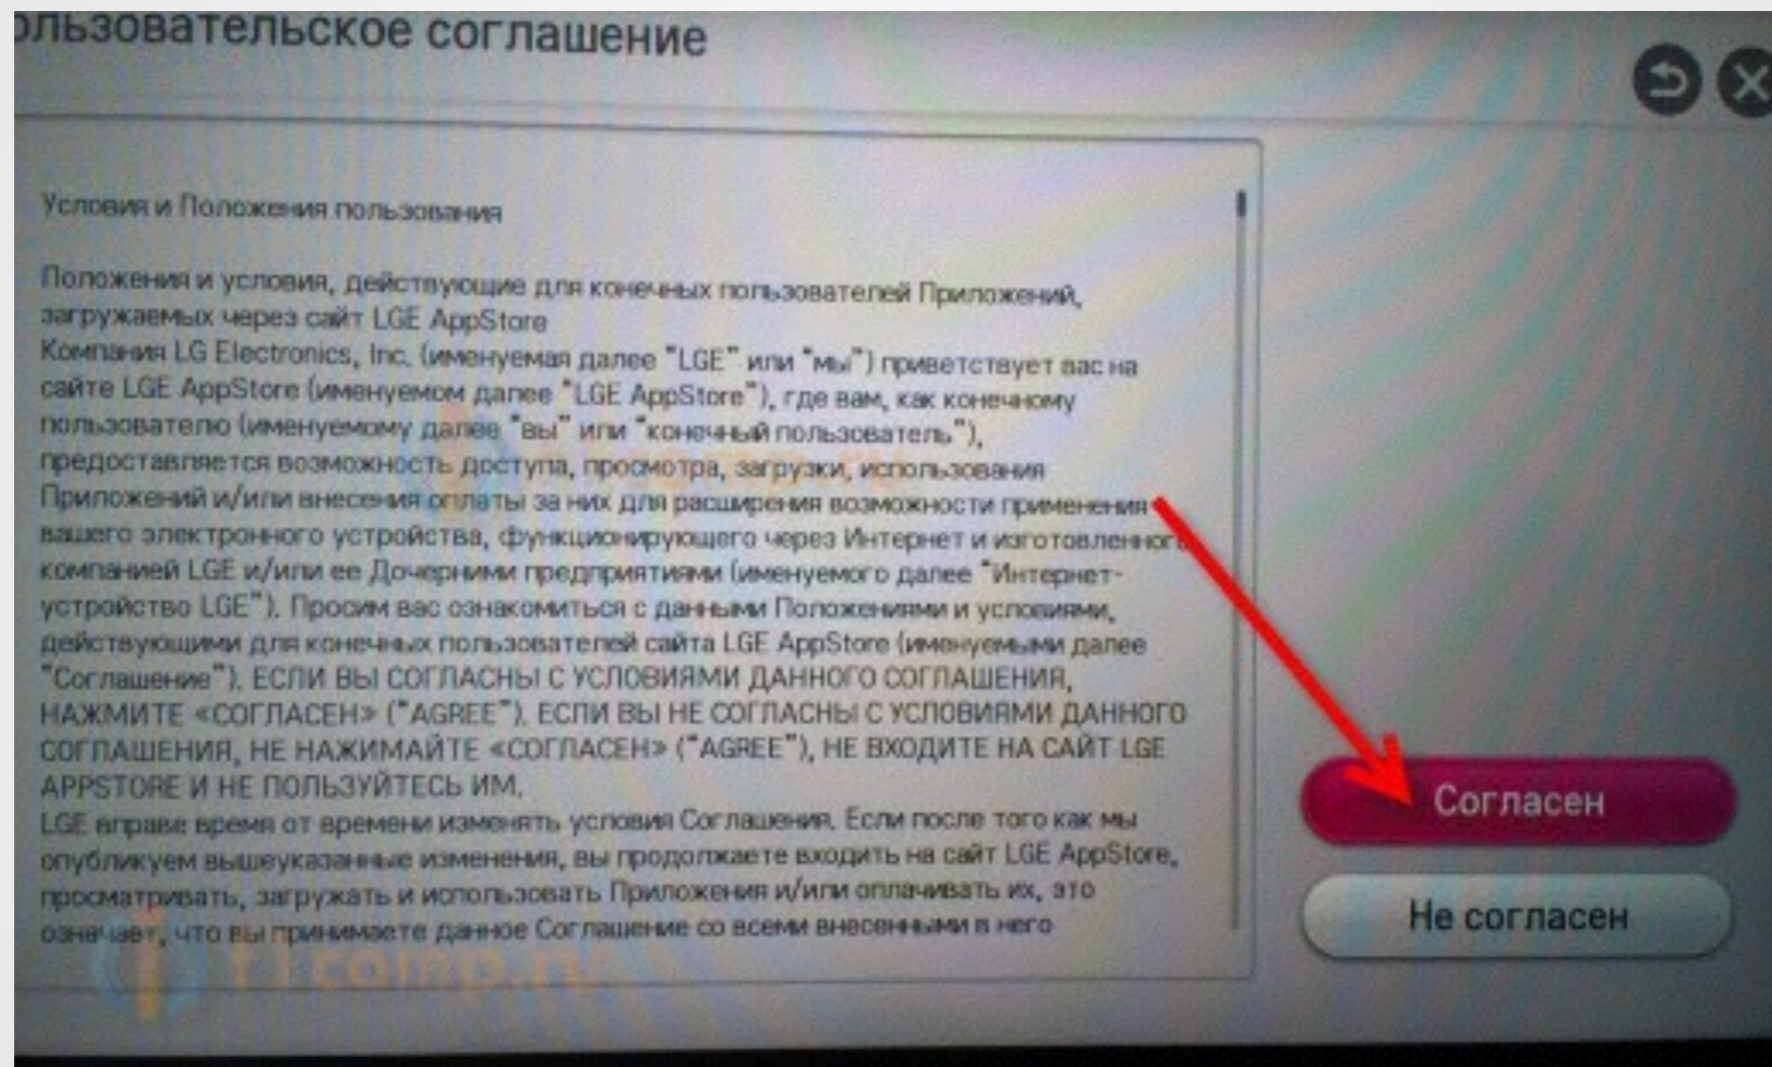 ользовательское соглашение
Условия и Положения пользования
Положения и условия, действующие для конечных пользователей Приложений,
загружаемых через сайт LGE AppStore
Компания LG Electronics, Inc. (именуемая далее "LGE" или "мы") приветствует вас на
сайте LGE AppStore (именуемом далее "LGE AppStore"), где вам, как конечному
пользователю (именуемому далее "вы" или "конечный пользователь"),
предоставляется возможность доступа, просмотра, загрузки, использования
Приложений и/или внесения оплаты за них для расширения возможности применения
вашего электронного устройства, функционирующего через Интернет и изготовленного
компанией LGE и/или ее Дочерними предприятиями (именуемого далее "Интернет-
устройство LGE"). Просим вас ознакомиться с данными Положениями и условиями,
действующими для конечных пользователей сайта LGE AppStore (именуемыми далее
"Соглашение"). ЕСЛИ ВЫ СОГЛАСНЫ С УСЛОВИЯМИ ДАННОГО СОГЛАШЕНИЯ,
НАЖМИТЕ «СОГЛАСЕН» ("AGREE"). ЕСЛИ ВЫ НЕ СОГЛАСНЫ С УСЛОВИЯМИ ДАННОГО
СОГЛАШЕНИЯ, НЕ НАЖИМАЙТЕ «СОГЛАСЕН» ("AGREE"), НЕ ВХОДИТЕ НА САЙТ LGE
APPSTORE И НЕ ПОЛЬЗУЙТЕСЬ ИМ.
LGE вправе время от времени изменять условия Соглашения. Если после того как мы
опубликуем вышеуказанные изменения, вы продолжаете входить на сайт LGE AppStore,
просматривать, загружать и использовать Приложения и/или оплачивать их, это
означает, что вы принимаете данное Соглашение со всеми внесенными в него
Согласен
Не согласен